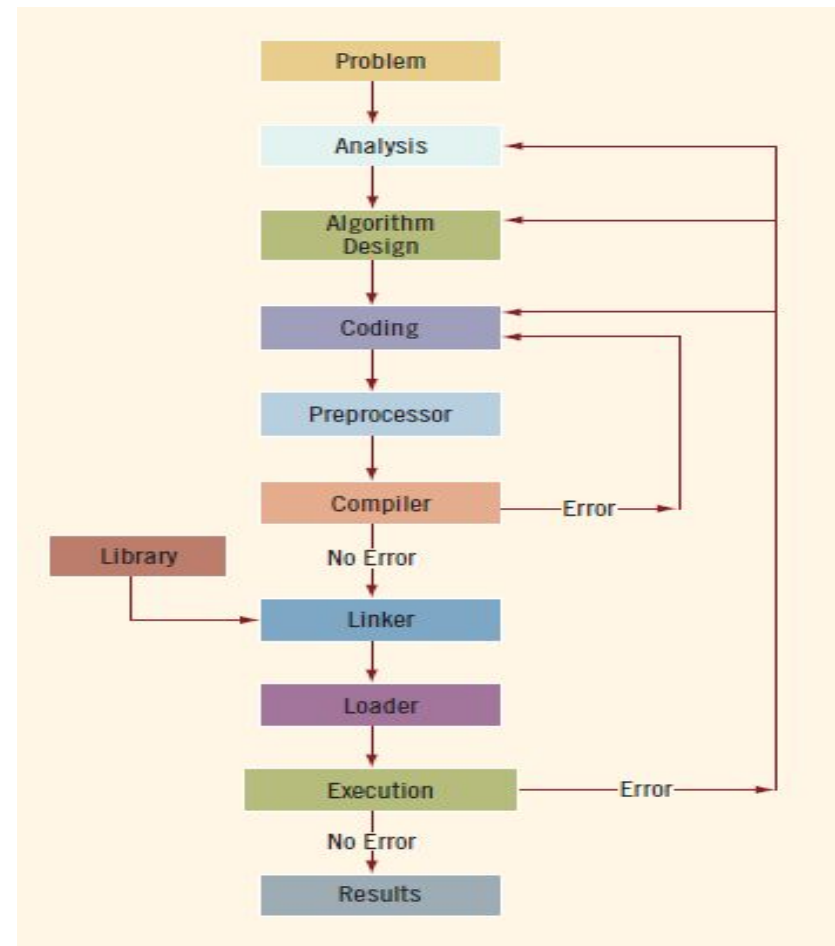 Problem
Analysis
Algorithm
Design
Coding
Preprocessor
Compiler
Error
Library
No Error
Linker
Loader
Execution
Error
No Error
Results